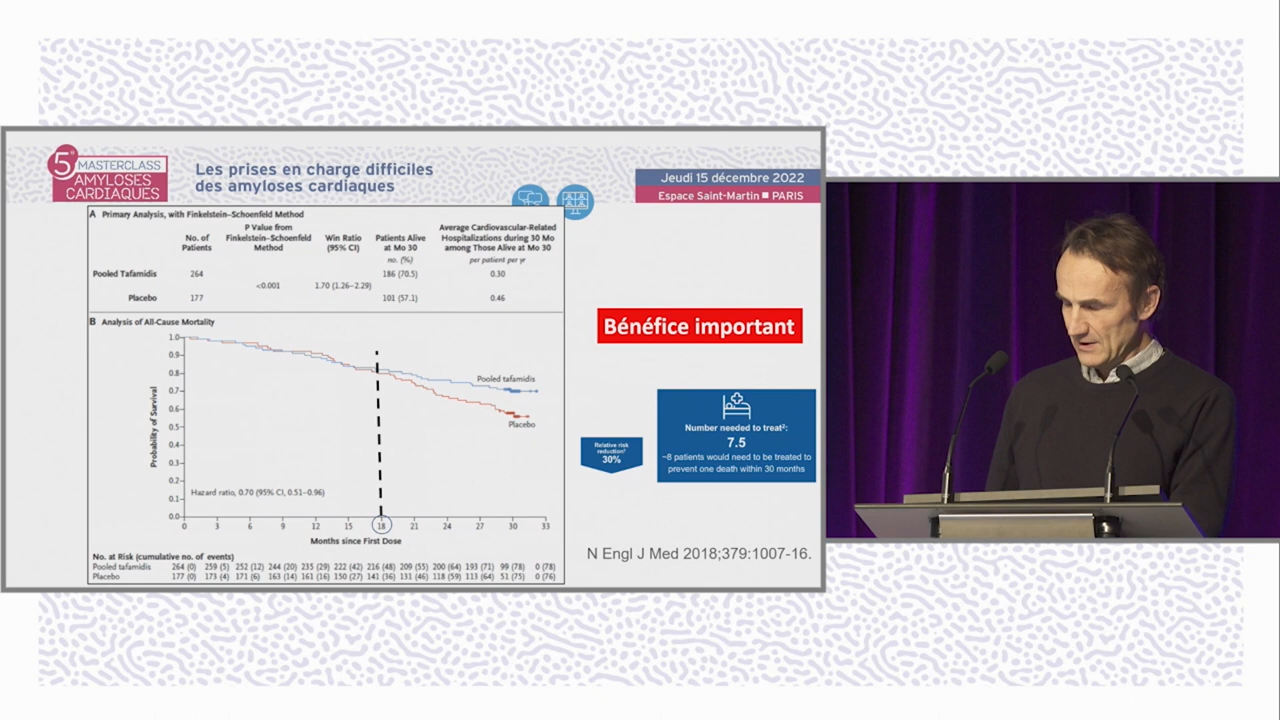 5e MASTERCLASS
AMYLOSES
CARDIAQUES
Les prises en charge difficiles
des amyloses cardiaques
Jeudi 15 décembre 2022
Espace Saint-Martin ■ PARIS
A Primary Analysis, with Finkelstein–Schoenfeld Method
No. of Patients
P Value from Finkelstein–Schoenfeld Method
Win Ratio (95% CI)
Patients Alive at Mo 30
Average Cardiovascular-Related Hospitalizations during 30 Mo among Those Alive at Mo 30
no. (%)
per patient per yr
Pooled Tafamidis 264 186 (70.5) 0.30
<0.001 1.70 (1.26–2.29)
Placebo 177 101 (57.1) 0.46
B Analysis of All-Cause Mortality
Probability of Survival
1.0
0.9
0.8
0.7
0.6
0.5
0.4
0.3
0.2
0.1
0.0
Pooled tafamidis
Placebo
Hazard ratio, 0.70 (95% CI, 0.51–0.96)
0 3 6 9 12 15 18 21 24 27 30 33
Months since First Dose
No. at Risk (cumulative no. of events)
Pooled tafamidis 264 (0) 259 (5) 252 (12) 244 (20) 235 (29) 222 (42) 216 (48) 209 (55) 200 (64) 193 (71) 99 (78) 0 (78)
Placebo 177 (0) 173 (4) 171 (6) 163 (14) 161 (16) 150 (27) 141 (36) 131 (46) 118 (59) 113 (64) 51 (75) 0 (76)
Bénéfice important
Relative risk
reduction¹
30%
Number needed to treat²:
7.5
~8 patients would need to be treated to
prevent one death within 30 months
N Engl J Med 2018;379:1007-16.